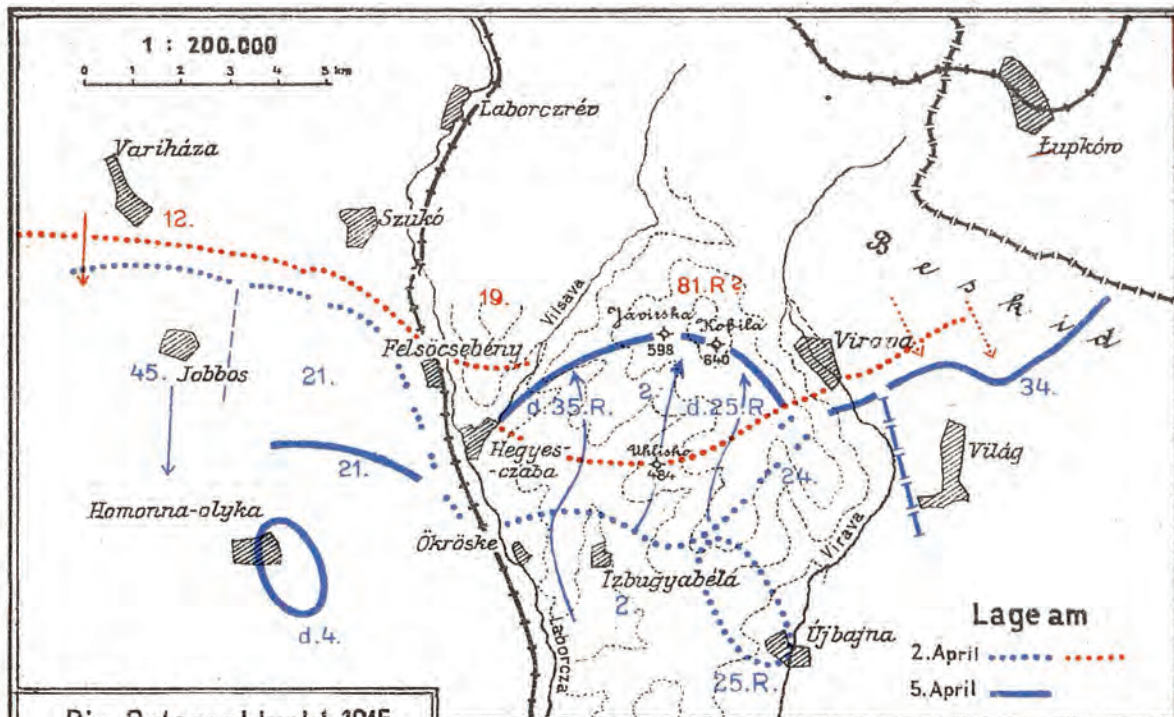 1 : 200.000
0 1 2 3 4 5 km
Laborczrév
Łupków
Variháza
Szukó
12.
Beskid
19.
Vilsava
81.R?
Jávirska
598
Kobila
640
Virava
Felsöcsebény
45.
Jobbos
21.
d.35.R.
2
d.25.R.
34.
Hegyes-
czaba
Uhlisko
484
21.
24.
Világ
Homonna-olyka
Ökröske
Izbugyabéla
Virava
d.4.
2.
Laborcza
Újbajna
25.R.
Lage am
2. April
5. April